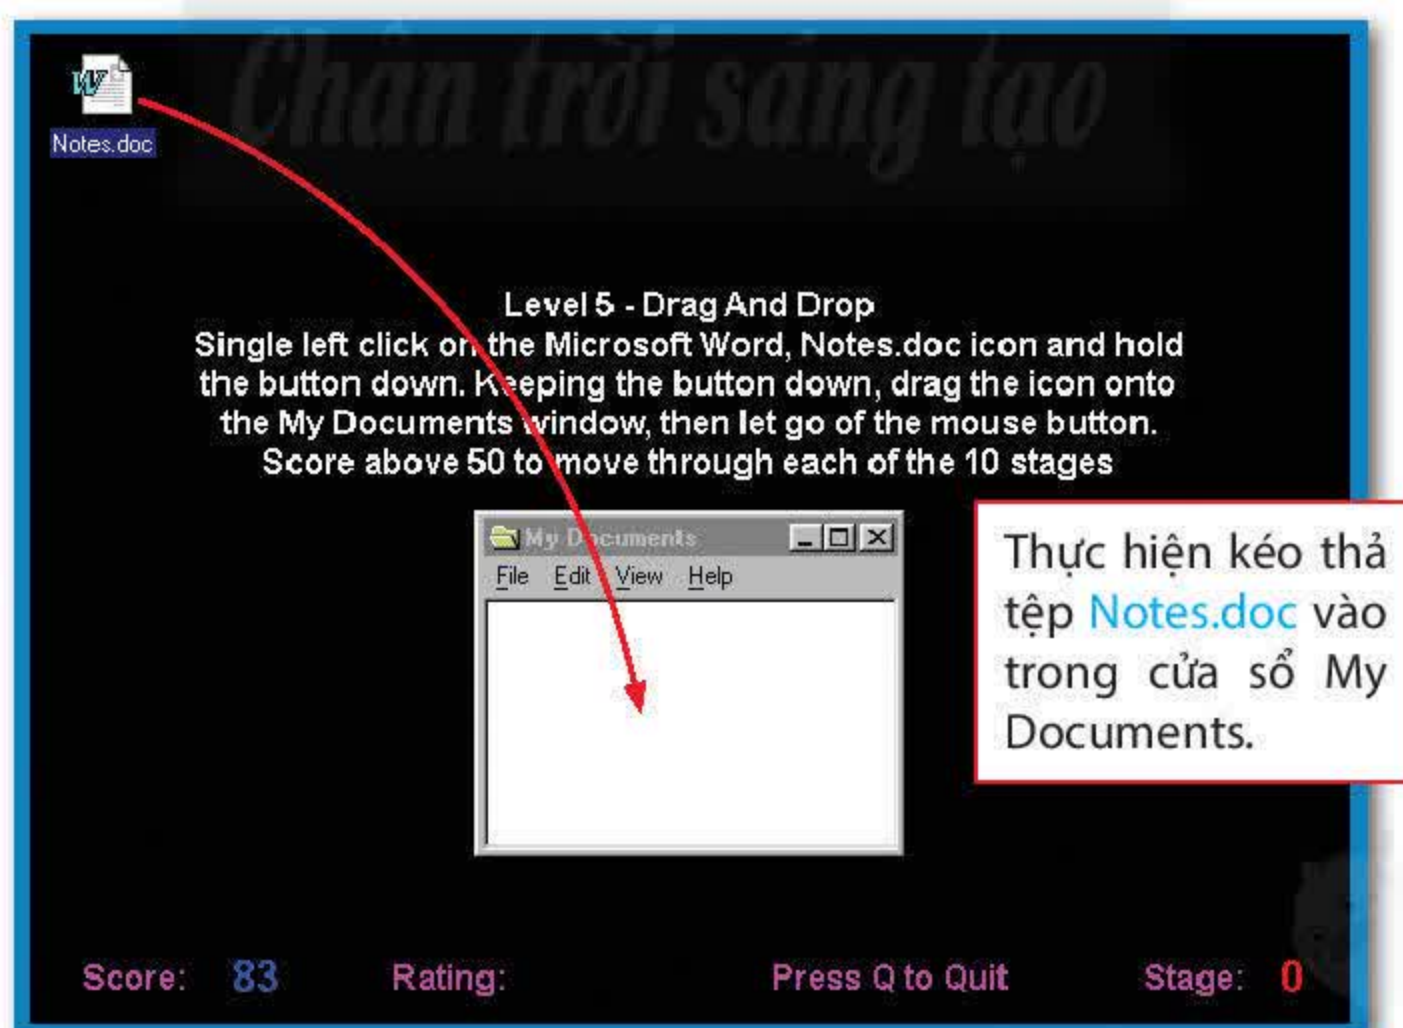 Chân trời sáng tạo
Notes.doc
Level 5 - Drag And Drop
Single left click on the Microsoft Word, Notes.doc icon and hold
the button down. Keeping the button down, drag the icon onto
the My Documents window, then let go of the mouse button.
Score above 50 to move through each of the 10 stages
My Documents
File Edit View Help
Thực hiện kéo thả
tệp Notes.doc vào
trong cửa sổ My
Documents.
Score: 83 Rating: Press Q to Quit Stage: 0